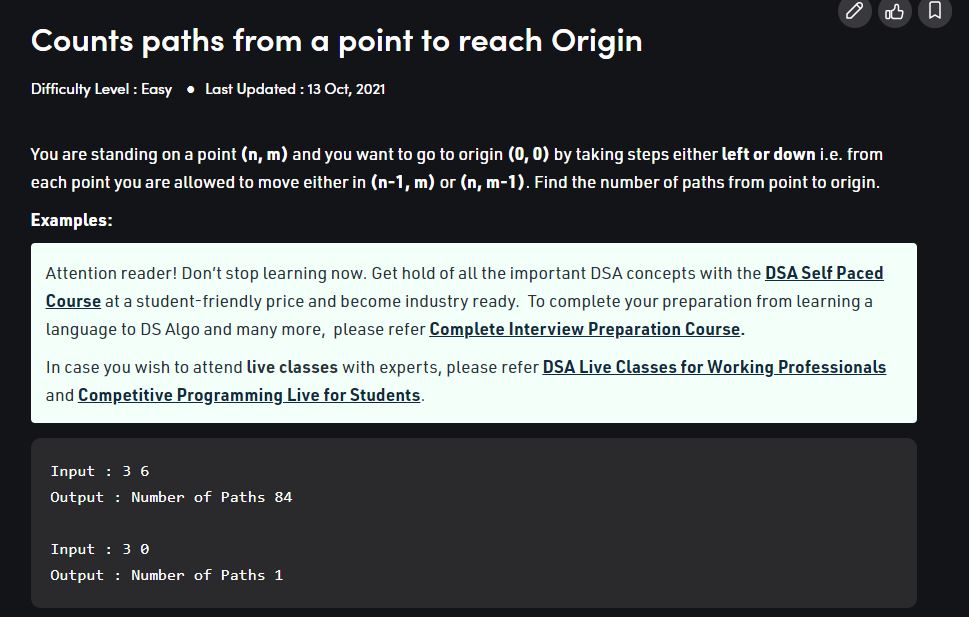 Counts paths from a point to reach Origin
Difficulty Level : Easy ● Last Updated : 13 Oct, 2021
You are standing on a point (n, m) and you want to go to origin (0, 0) by taking steps either left or down i.e. from
each point you are allowed to move either in (n-1, m) or (n, m-1). Find the number of paths from point to origin.
Examples:
Attention reader! Don’t stop learning now. Get hold of all the important DSA concepts with the DSA Self Paced
Course at a student-friendly price and become industry ready.  To complete your preparation from learning a
language to DS Algo and many more,  please refer Complete Interview Preparation Course.
In case you wish to attend live classes with experts, please refer DSA Live Classes for Working Professionals
and Competitive Programming Live for Students.
Input : 3 6
Output : Number of Paths 84
Input : 3 0
Output : Number of Paths 1